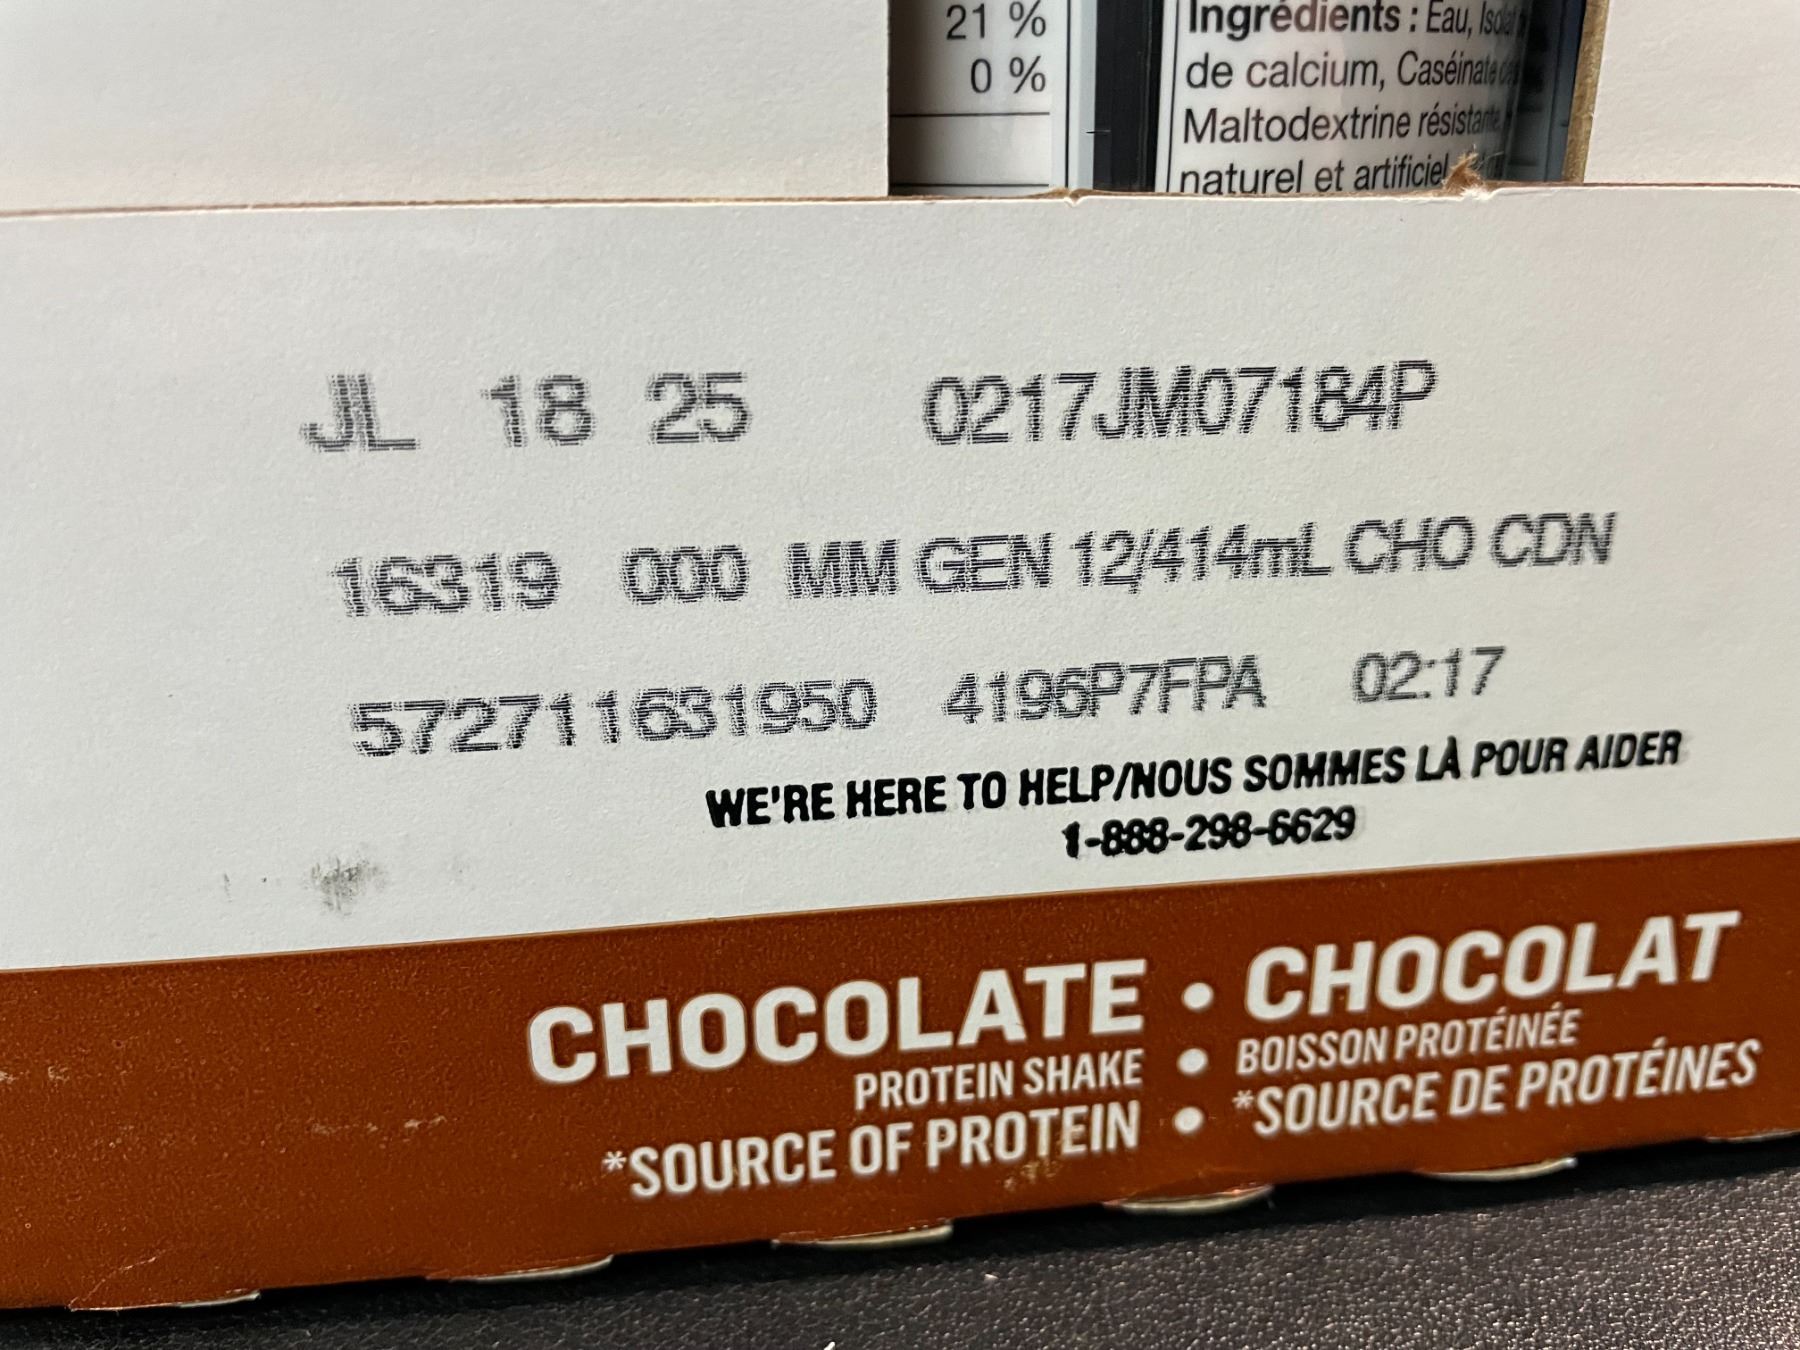 21 %
0 %
Ingrédients : Eau,
de calcium,
Maltodextrine
naturel et artificiel
JL 18 25 0217JM07184P
16319 000 MM GEN 12/414mL CHO CDN
572711631950 4196P7FPA 02:17
WE'RE HERE TO HELP/NOUS SOMMES LÀ POUR AIDER
1-888-298-6629
CHOCOLATE • CHOCOLAT
PROTEIN SHAKE • BOISSON PROTÉINÉE
*SOURCE OF PROTEIN • *SOURCE DE PROTÉINES